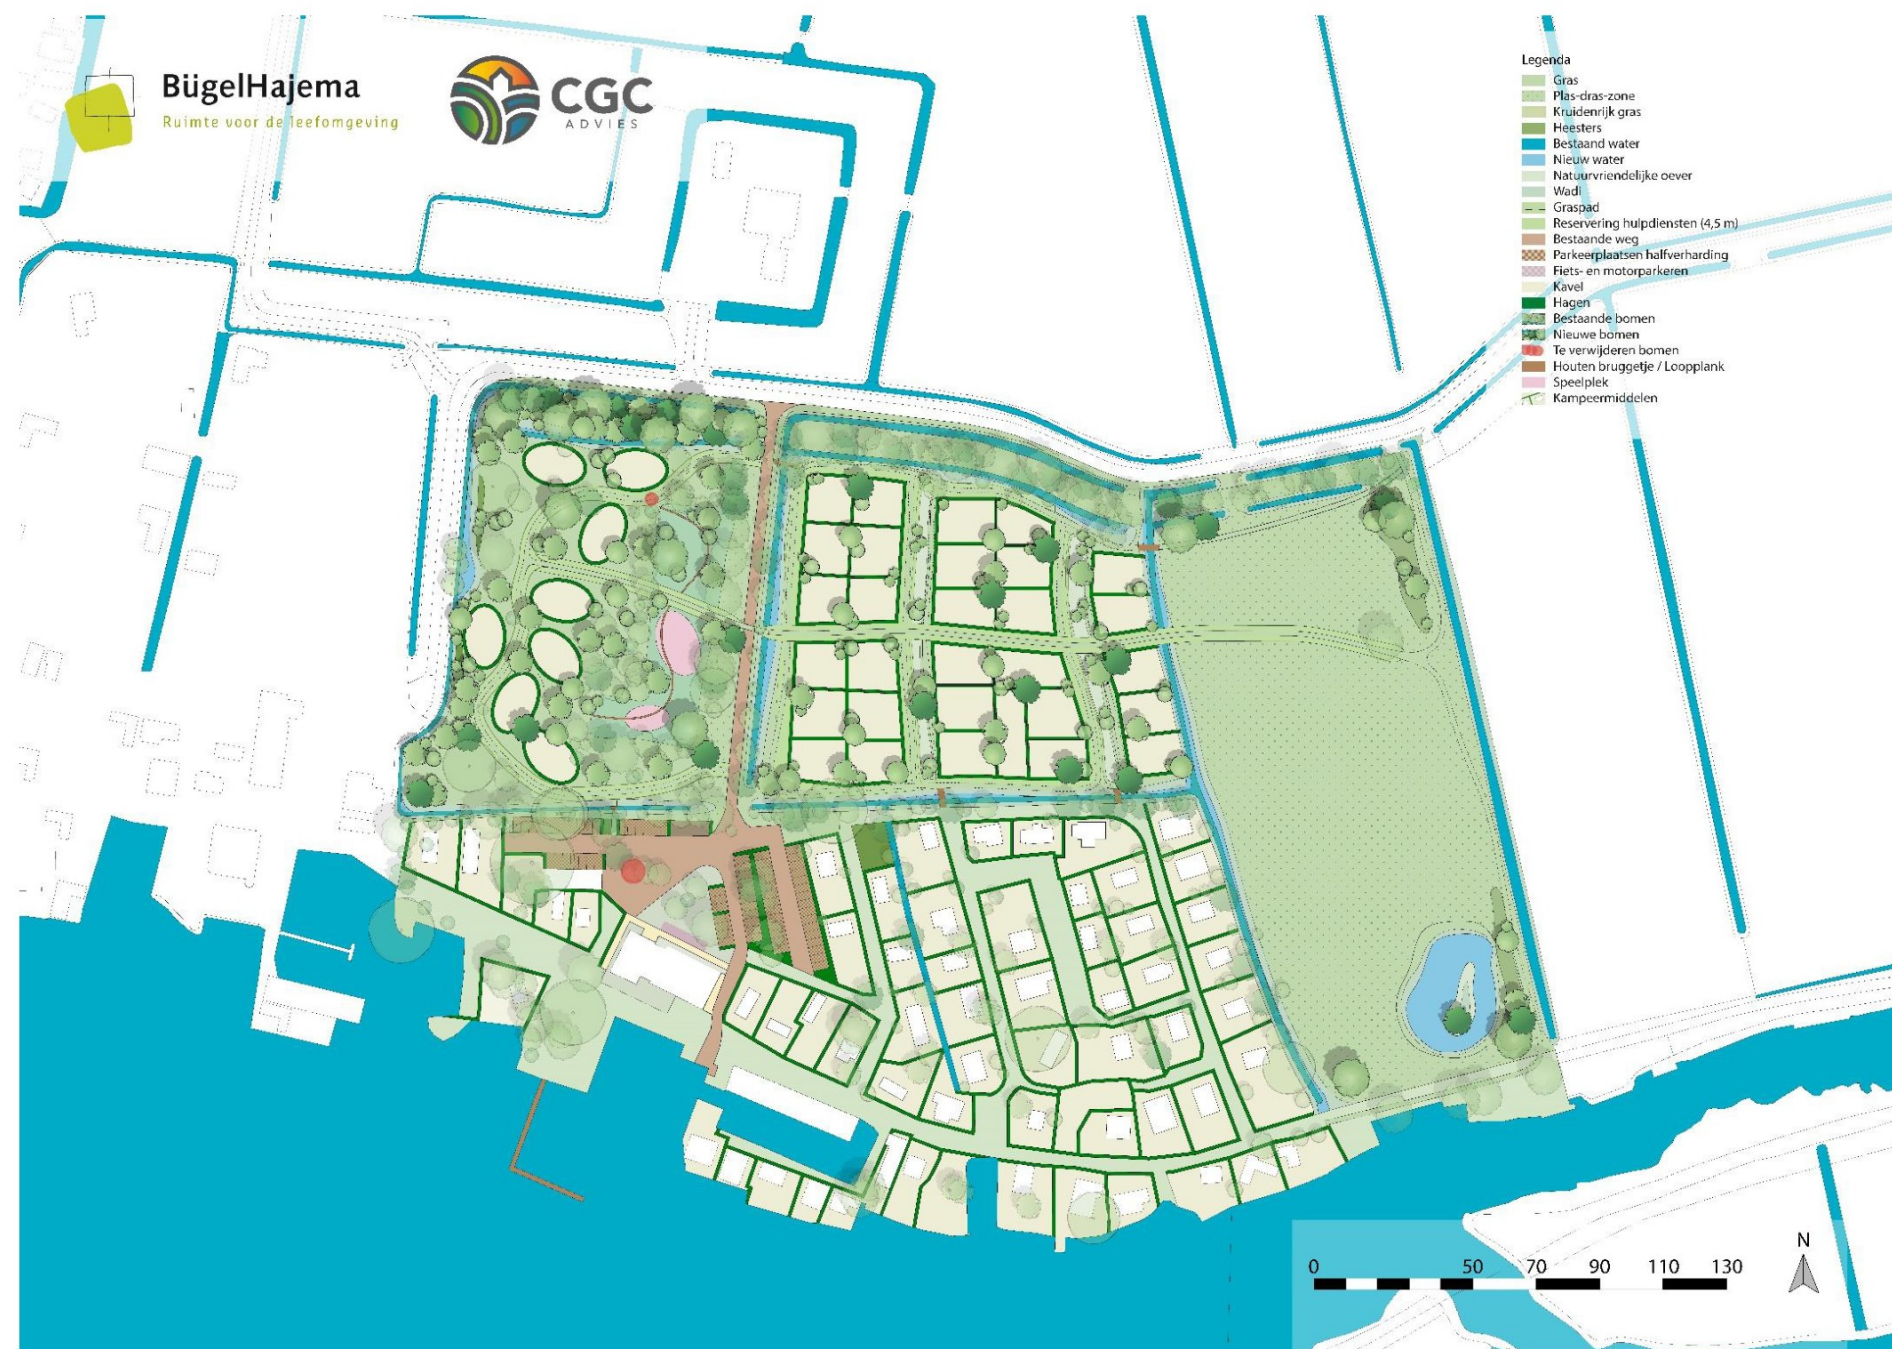 BügelHajema
Ruimte voor de leefomgeving
CGC
ADVIES
Legenda
Gras
Plas-dras-zone
Kruidenrijk gras
Heesters
Bestaand water
Nieuw water
Natuurvriendelijke oever
Wadi
Graspad
Reservering hulpdiensten (4,5 m)
Bestaande weg
Parkeerplaatsen halfverharding
Fiets- en motorparkeren
Kavel
Hagen
Bestaande bomen
Nieuwe bomen
Te verwijderen bomen
Houten bruggetje / Loopplank
Speelplek
Kampeermiddelen
N
0 50 70 90 110 130